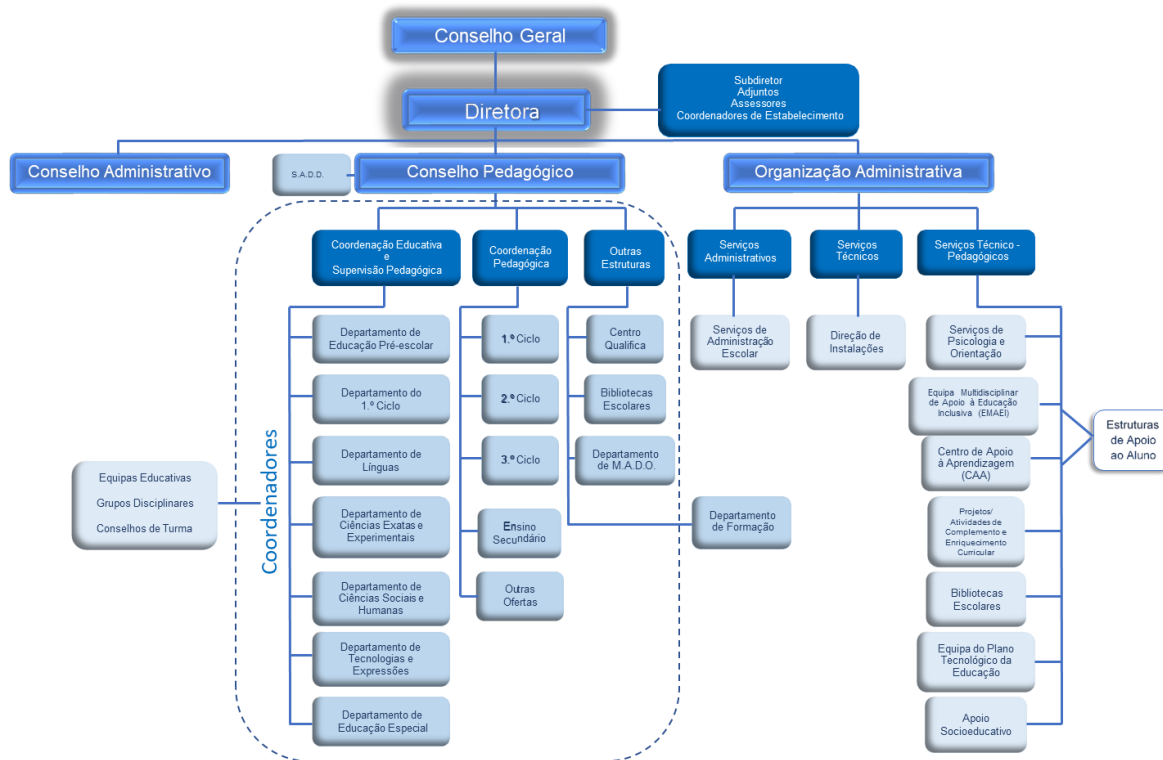 Conselho Geral
Diretora
Subdiretor
Adjuntos
Assessores
Coordenadores de Estabelecimento
Conselho Administrativo
S.A.D.D.
Conselho Pedagógico
Organização Administrativa
Coordenação Educativa
e
Supervisão Pedagógica
Coordenação
Pedagógica
Outras
Estruturas
Serviços
Administrativos
Serviços
Técnicos
Serviços Técnico -
Pedagógicos
Coordenadores
Equipas Educativas
Grupos Disciplinares
Conselhos de Turma
Departamento de
Educação Pré-escolar
Departamento do
1.º Ciclo
Departamento de
Línguas
Departamento de
Ciências Exatas e
Experimentais
Departamento de
Ciências Sociais e
Humanas
Departamento de
Tecnologias e
Expressões
Departamento de
Educação Especial
1.º Ciclo
2.º Ciclo
3.º Ciclo
Ensino
Secundário
Outras
Ofertas
Centro
Qualifica
Bibliotecas
Escolares
Departamento
de M.A.D.O.
Departamento
de Formação
Serviços de
Administração
Escolar
Direção de
Instalações
Serviços de
Psicologia e
Orientação
Equipa Multidisciplinar
de Apoio à Educação
Inclusiva (EMAEI)
Centro de Apoio
à Aprendizagem
(CAA)
Projetos/
Atividades de
Complemento e
Enriquecimento
Curricular
Bibliotecas
Escolares
Equipa do Plano
Tecnológico da
Educação
Apoio
Socioeducativo
Estruturas
de Apoio
ao Aluno